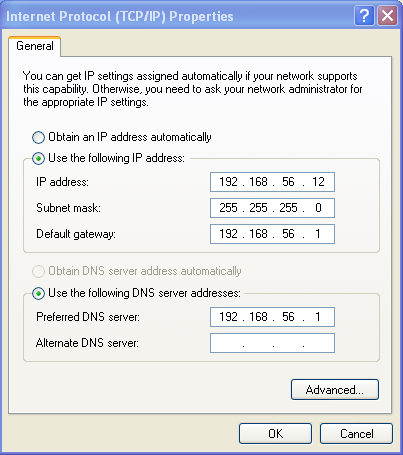 Internet Protocol (TCP/IP) Properties
General
You can get IP settings assigned automatically if your network supports
this capability. Otherwise, you need to ask your network administrator for
the appropriate IP settings.
Obtain an IP address automatically
Use the following IP address:
IP address: 192 . 168 . 56 . 12
Subnet mask: 255 . 255 . 255 . 0
Default gateway: 192 . 168 . 56 . 1
Obtain DNS server address automatically
Use the following DNS server addresses:
Preferred DNS server: 192 . 168 . 56 . 1
Alternate DNS server: . . .
Advanced...
OK Cancel